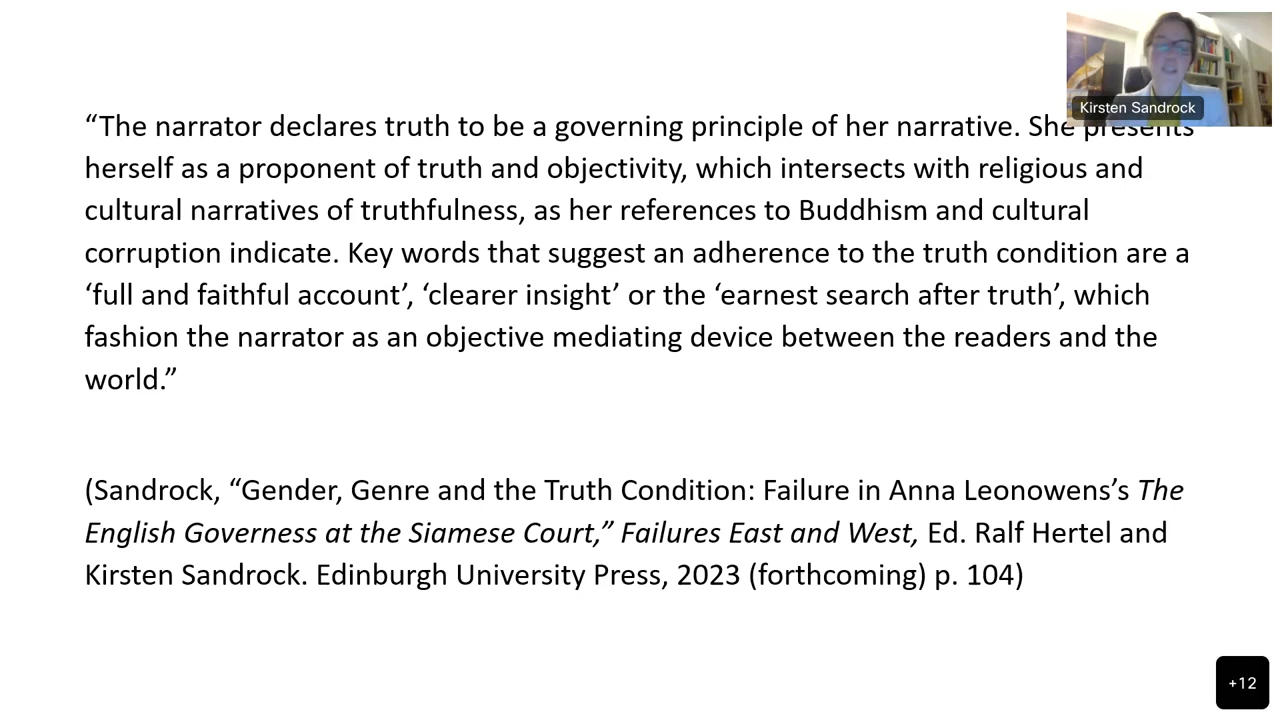 “The narrator declares truth to be a governing principle of her narrative. She presents
herself as a proponent of truth and objectivity, which intersects with religious and
cultural narratives of truthfulness, as her references to Buddhism and cultural
corruption indicate. Key words that suggest an adherence to the truth condition are a
‘full and faithful account’, ‘clearer insight’ or the ‘earnest search after truth’, which
fashion the narrator as an objective mediating device between the readers and the
world.”
(Sandrock, “Gender, Genre and the Truth Condition: Failure in Anna Leonowens’s The
English Governess at the Siamese Court,” Failures East and West, Ed. Ralf Hertel and
Kirsten Sandrock. Edinburgh University Press, 2023 (forthcoming) p. 104)
Kirsten Sandrock
+12